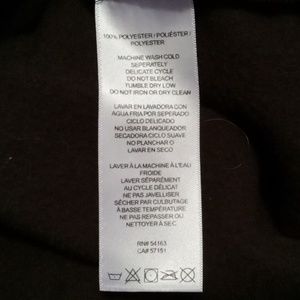 100% POLYESTER / POLIÉSTER /
POLYESTER
MACHINE WASH COLD
SEPERATELY
DELICATE CYCLE
DO NOT BLEACH
TUMBLE DRY LOW
DO NOT IRON OR DRY CLEAN
LAVAR EN LAVADORA CON
AGUA FRIA POR SEPERADO
CICLO DELICADO
NO USAR BLANQUEADOR
SECADORA CICLO SUAVE
NO PLANCHAR O
LAVAR EN SECO
LAVER À LA MACHINE À L'EAU
FROIDE
LAVER SÉPARÉMENT
AU CYCLE DÉLICAT
NE PAS JAVELLISER
SÉCHER PAR CULBUTAGE
À BASSE TEMPÉRATURE
NE PAS REPASSER OU
NETTOYER À SEC
RN# 54163
CA# 57151